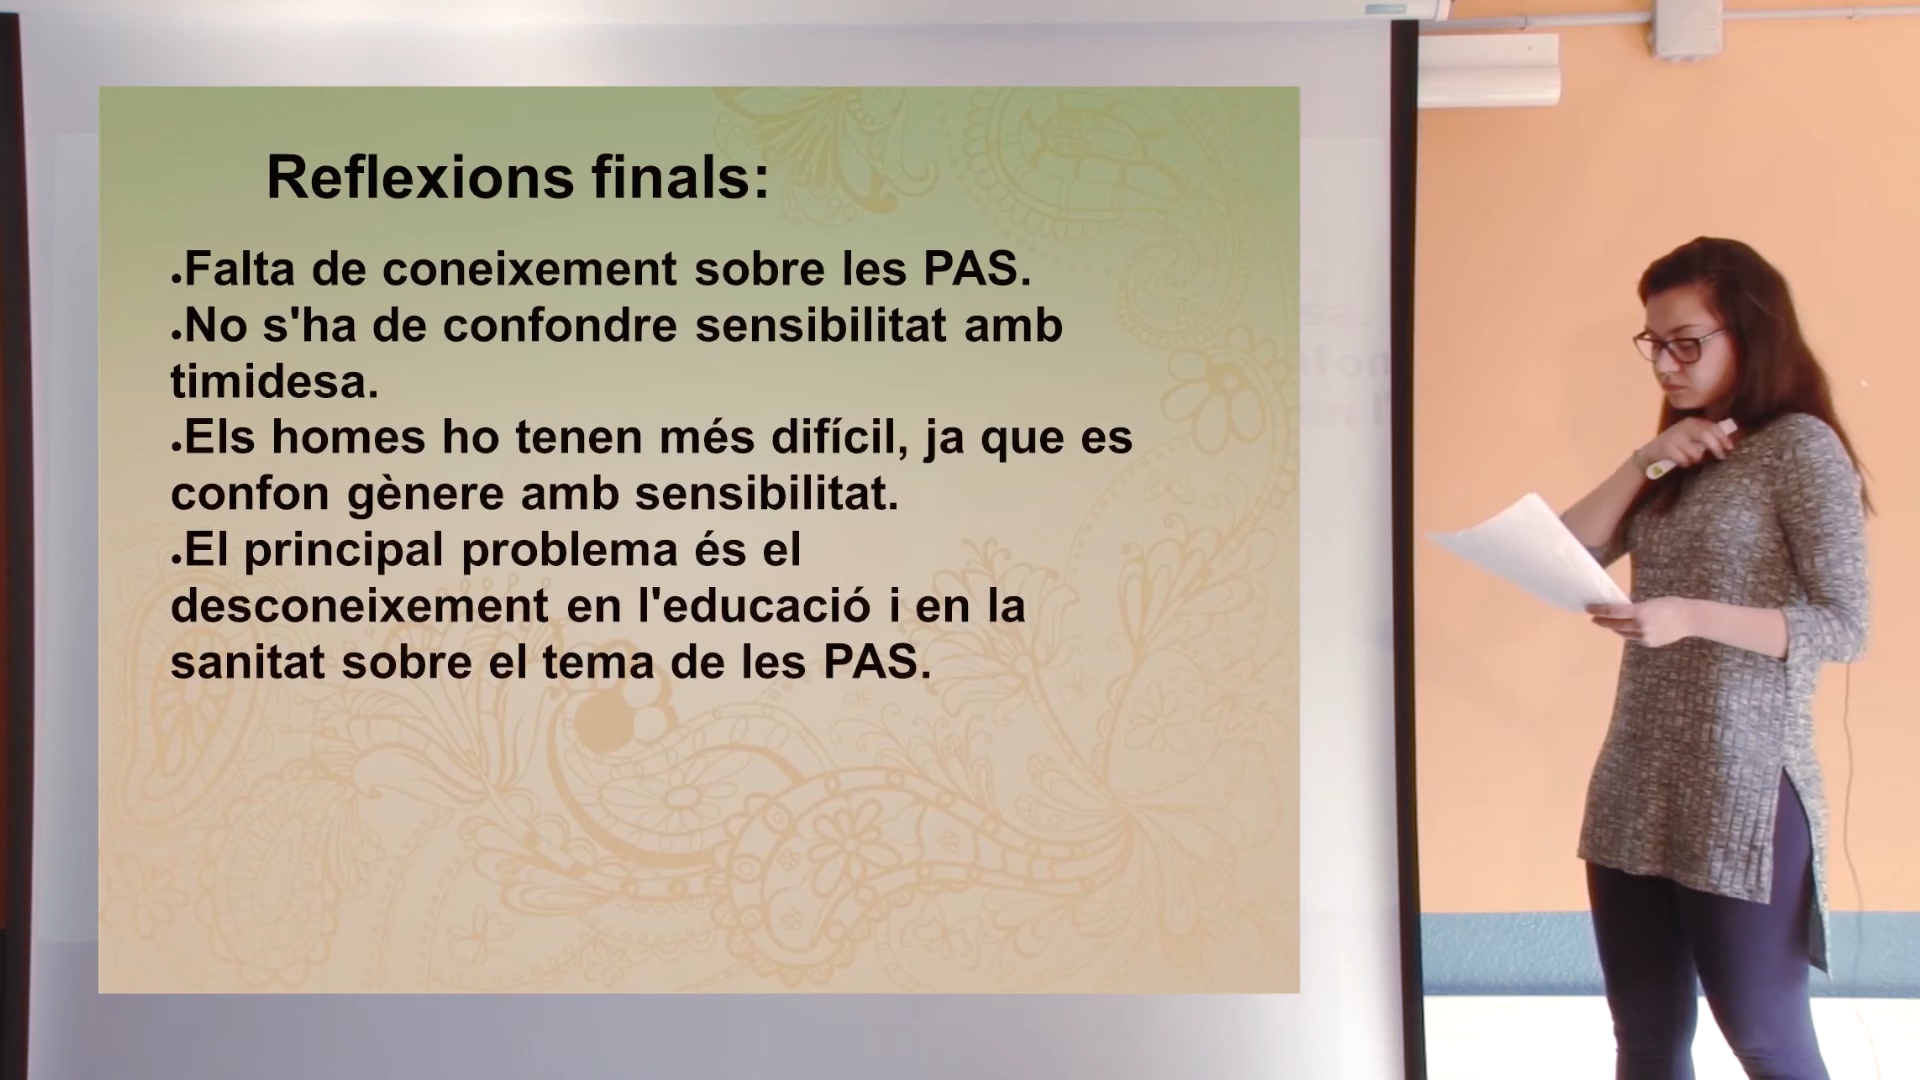 Reflexions finals:
●Falta de coneixement sobre les PAS.
●No s'ha de confondre sensibilitat amb
timidesa.
●Els homes ho tenen més difícil, ja que es
confon gènere amb sensibilitat.
●El principal problema és el
desconeixement en l'educació i en la
sanitat sobre el tema de les PAS.